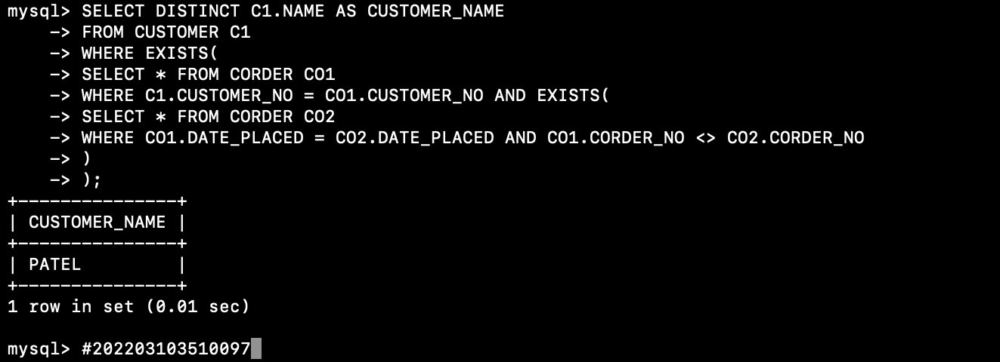 mysql> SELECT DISTINCT C1.NAME AS CUSTOMER_NAME
    -> FROM CUSTOMER C1
    -> WHERE EXISTS(
    -> SELECT * FROM CORDER CO1
    -> WHERE C1.CUSTOMER_NO = CO1.CUSTOMER_NO AND EXISTS(
    -> SELECT * FROM CORDER CO2
    -> WHERE CO1.DATE_PLACED = CO2.DATE_PLACED AND CO1.CORDER_NO <> CO2.CORDER_NO
    -> )
    -> );
+---------------+
| CUSTOMER_NAME |
+---------------+
| PATEL         |
+---------------+
1 row in set (0.01 sec)

mysql> #202203103510097